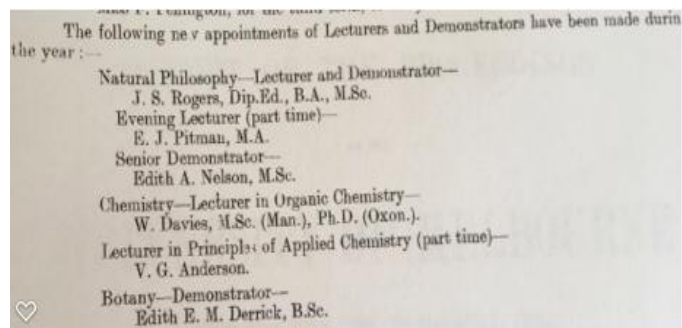 The following new appointments of Lecturers and Demonstrators have been made durin
the year :—
Natural Philosophy—Lecturer and Demonstrator—
J. S. Rogers, Dip.Ed., B.A., M.Sc.
Evening Lecturer (part time)—
E. J. Pitman, M.A.
Senior Demonstrator—
Edith A. Nelson, M.Sc.
Chemistry—Lecturer in Organic Chemistry—
W. Davies, M.Sc. (Man.), Ph.D. (Oxon.).
Lecturer in Principles of Applied Chemistry (part time)—
V. G. Anderson.
Botany—Demonstrator—
Edith E. M. Derrick, B.Sc.